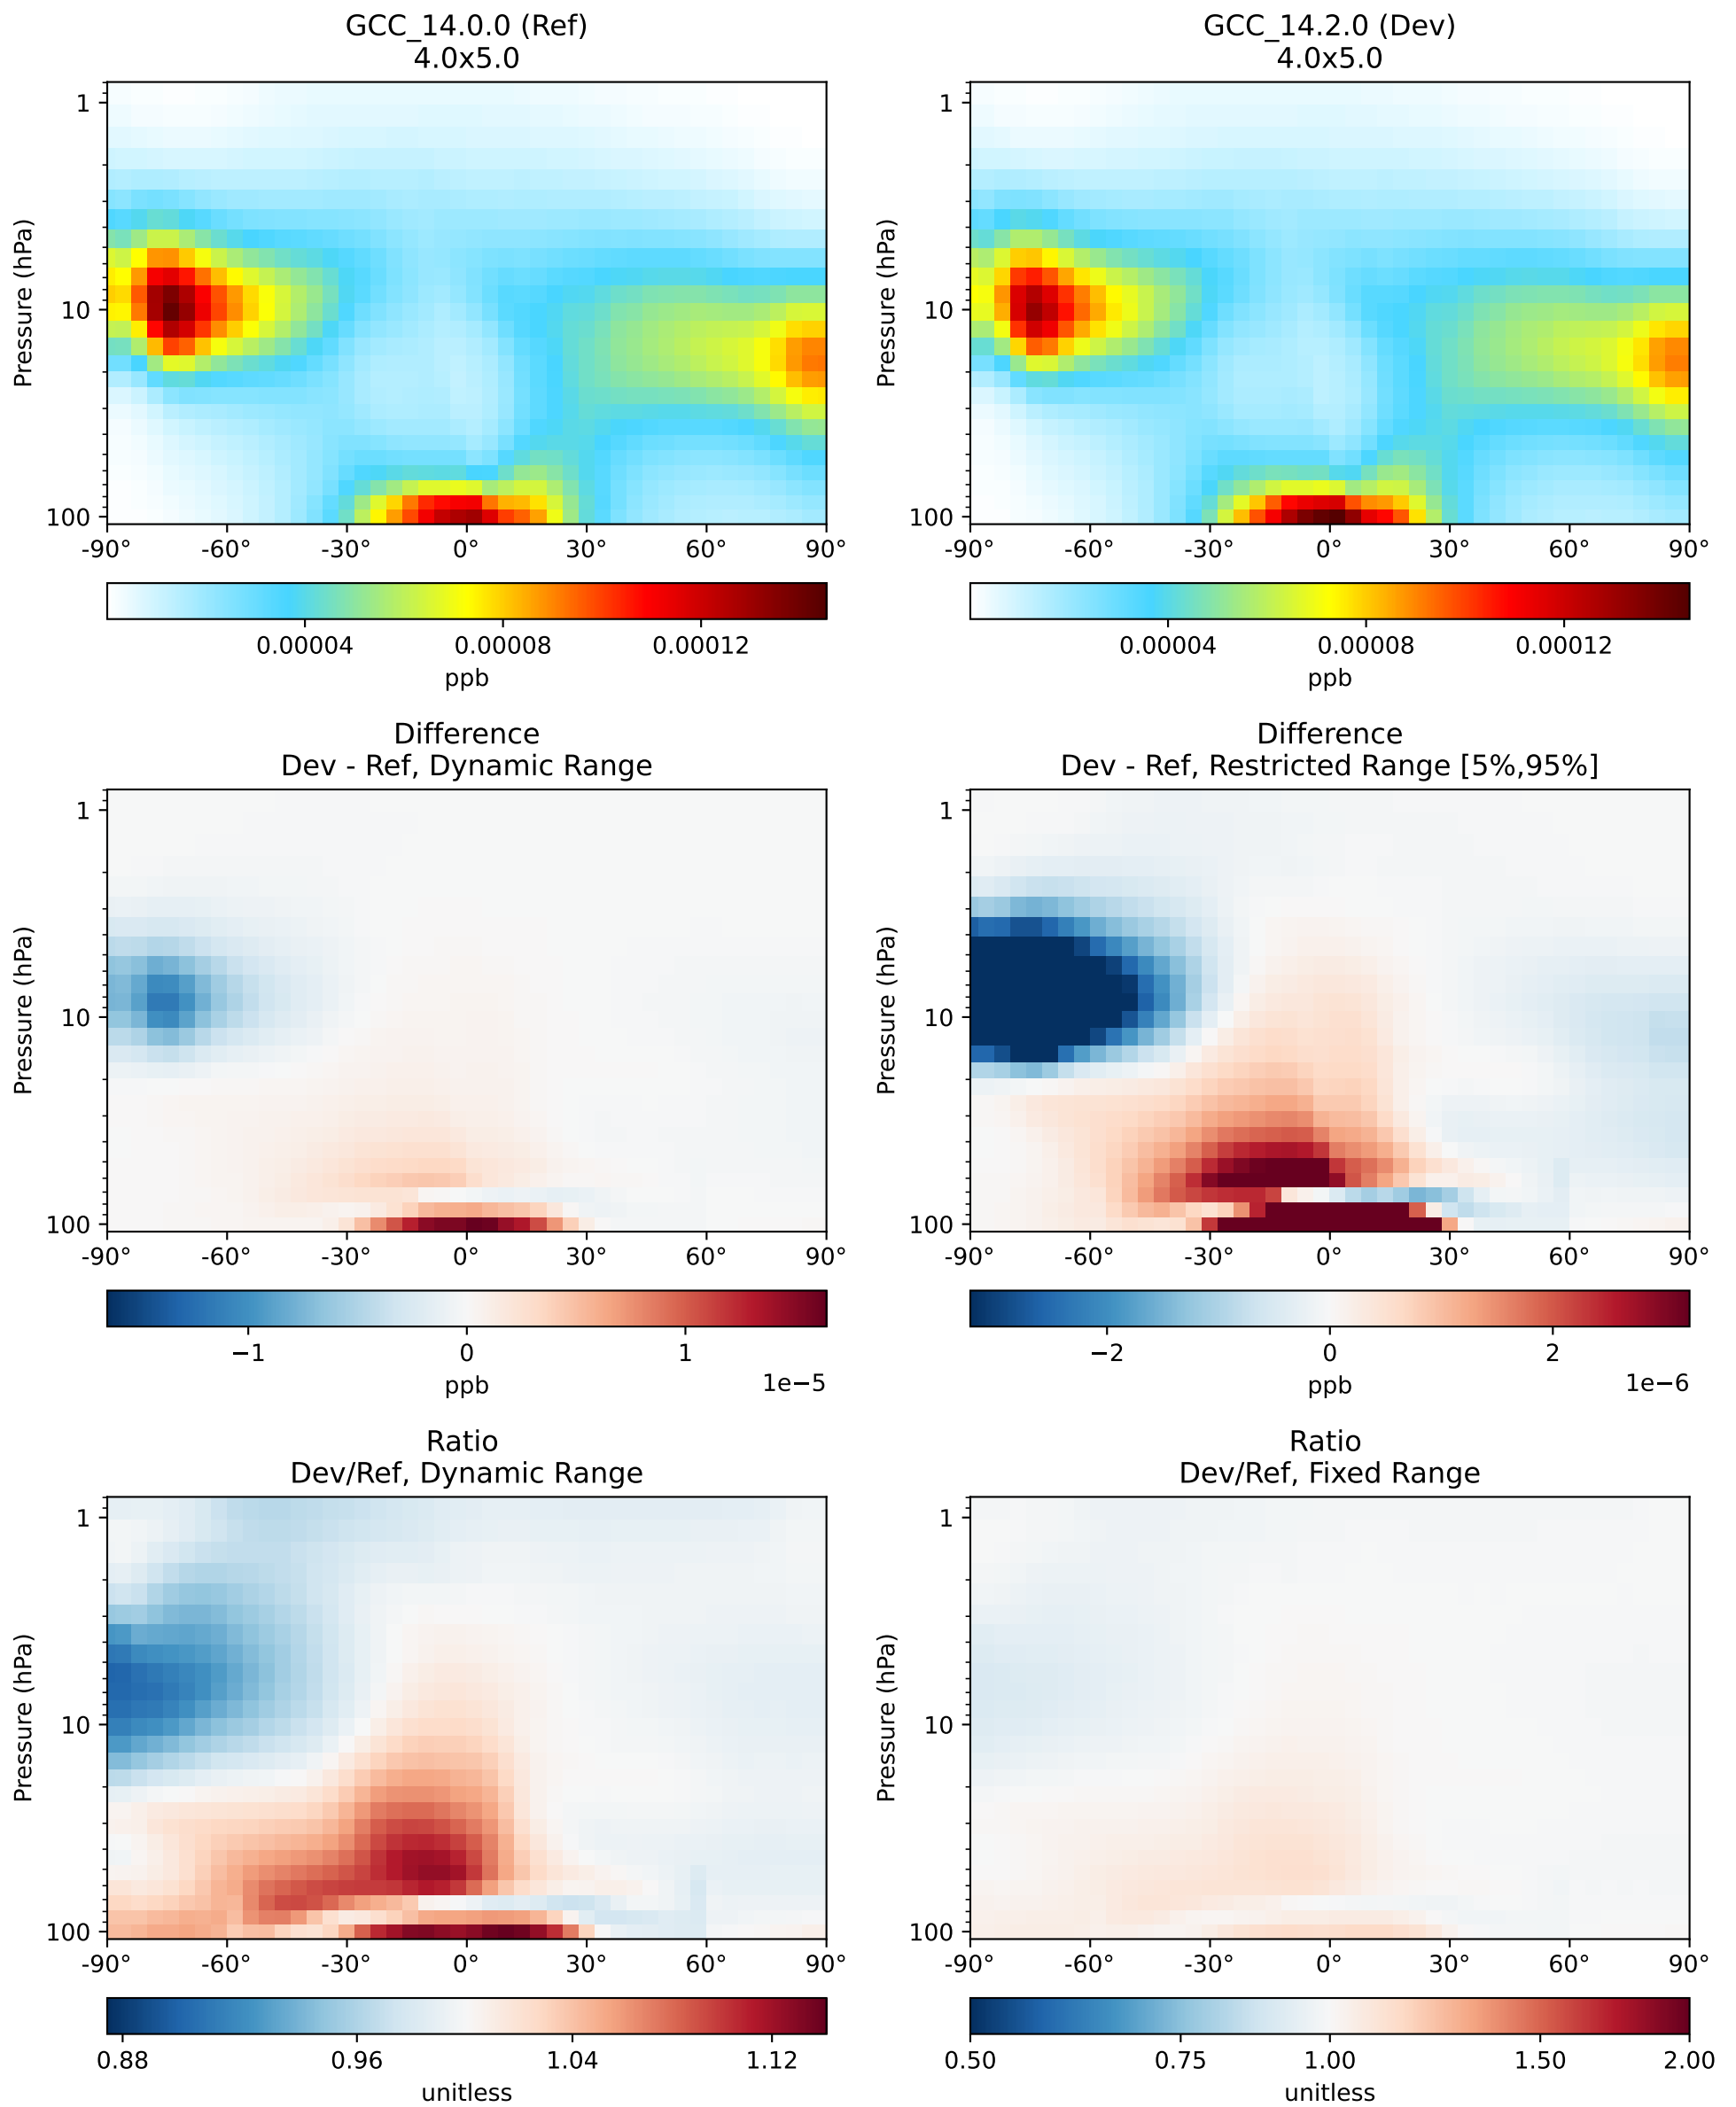 GCC_14.0.0 (Ref)
4.0x5.0
GCC_14.2.0 (Dev)
4.0x5.0
Pressure (hPa)
1
10
100
-90° -60° -30° 0° 30° 60° 90°
0.00004 0.00008 0.00012
ppb
Pressure (hPa)
1
10
100
-90° -60° -30° 0° 30° 60° 90°
0.00004 0.00008 0.00012
ppb
Difference
Dev - Ref, Dynamic Range
Difference
Dev - Ref, Restricted Range [5%,95%]
Pressure (hPa)
1
10
100
-90° -60° -30° 0° 30° 60° 90°
−1 0 1
ppb
1e−5
Pressure (hPa)
1
10
100
-90° -60° -30° 0° 30° 60° 90°
−2 0 2
ppb
1e−6
Ratio
Dev/Ref, Dynamic Range
Ratio
Dev/Ref, Fixed Range
Pressure (hPa)
1
10
100
-90° -60° -30° 0° 30° 60° 90°
0.88 0.96 1.04 1.12
unitless
Pressure (hPa)
1
10
100
-90° -60° -30° 0° 30° 60° 90°
0.50 0.75 1.00 1.50 2.00
unitless